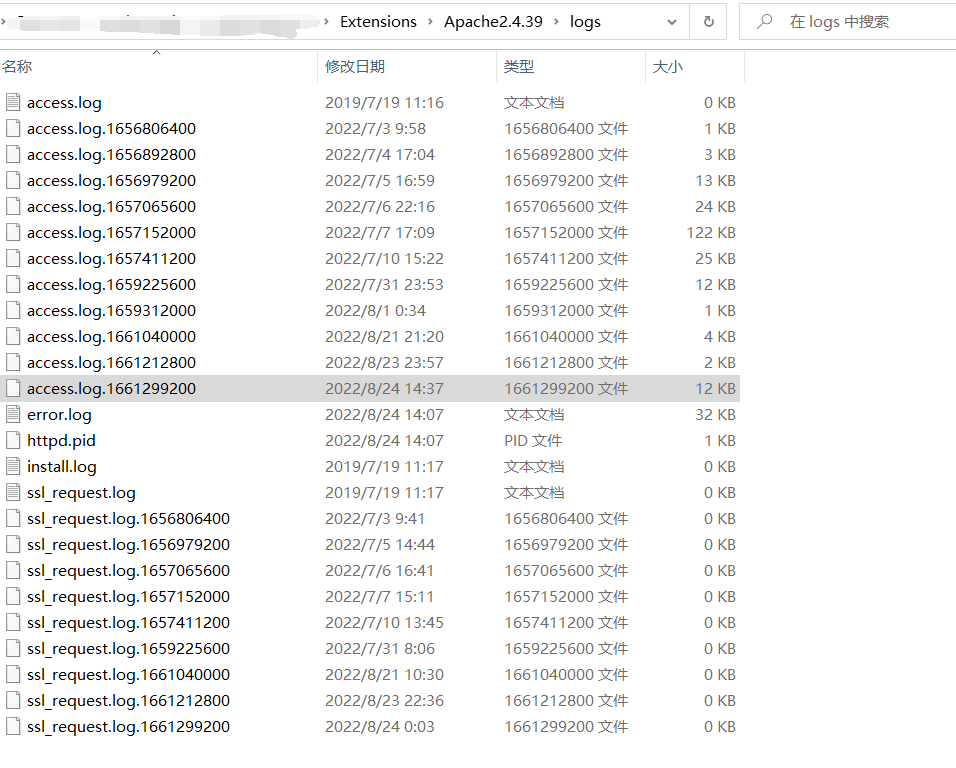 Extensions › Apache2.4.39 › logs 在 logs 中搜索
名称 修改日期 类型 大小
access.log 2019/7/19 11:16 文本文档 0 KB
access.log.1656806400 2022/7/3 9:58 1656806400 文件 1 KB
access.log.1656892800 2022/7/4 17:04 1656892800 文件 3 KB
access.log.1656979200 2022/7/5 16:59 1656979200 文件 13 KB
access.log.1657065600 2022/7/6 22:16 1657065600 文件 24 KB
access.log.1657152000 2022/7/7 17:09 1657152000 文件 122 KB
access.log.1657411200 2022/7/10 15:22 1657411200 文件 25 KB
access.log.1659225600 2022/7/31 23:53 1659225600 文件 12 KB
access.log.1659312000 2022/8/1 0:34 1659312000 文件 1 KB
access.log.1661040000 2022/8/21 21:20 1661040000 文件 4 KB
access.log.1661212800 2022/8/23 23:57 1661212800 文件 2 KB
access.log.1661299200 2022/8/24 14:37 1661299200 文件 12 KB
error.log 2022/8/24 14:07 文本文档 32 KB
httpd.pid 2022/8/24 14:07 PID 文件 1 KB
install.log 2019/7/19 11:17 文本文档 0 KB
ssl_request.log 2019/7/19 11:17 文本文档 0 KB
ssl_request.log.1656806400 2022/7/3 9:41 1656806400 文件 0 KB
ssl_request.log.1656979200 2022/7/5 14:44 1656979200 文件 0 KB
ssl_request.log.1657065600 2022/7/6 16:41 1657065600 文件 0 KB
ssl_request.log.1657152000 2022/7/7 15:11 1657152000 文件 0 KB
ssl_request.log.1657411200 2022/7/10 13:45 1657411200 文件 0 KB
ssl_request.log.1659225600 2022/7/31 8:06 1659225600 文件 0 KB
ssl_request.log.1661040000 2022/8/21 10:30 1661040000 文件 0 KB
ssl_request.log.1661212800 2022/8/23 22:36 1661212800 文件 0 KB
ssl_request.log.1661299200 2022/8/24 0:03 1661299200 文件 0 KB